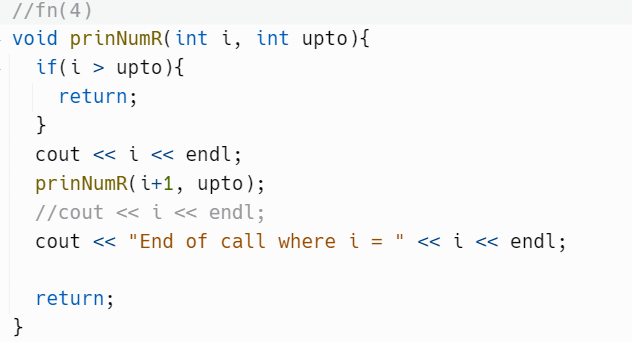 //fn(4)
void prinNumR(int i, int upto){
if(i > upto){
return;
}
cout << i << endl;
prinNumR(i+1, upto);
//cout << i << endl;
cout << "End of call where i = " << i << endl;
return;
}